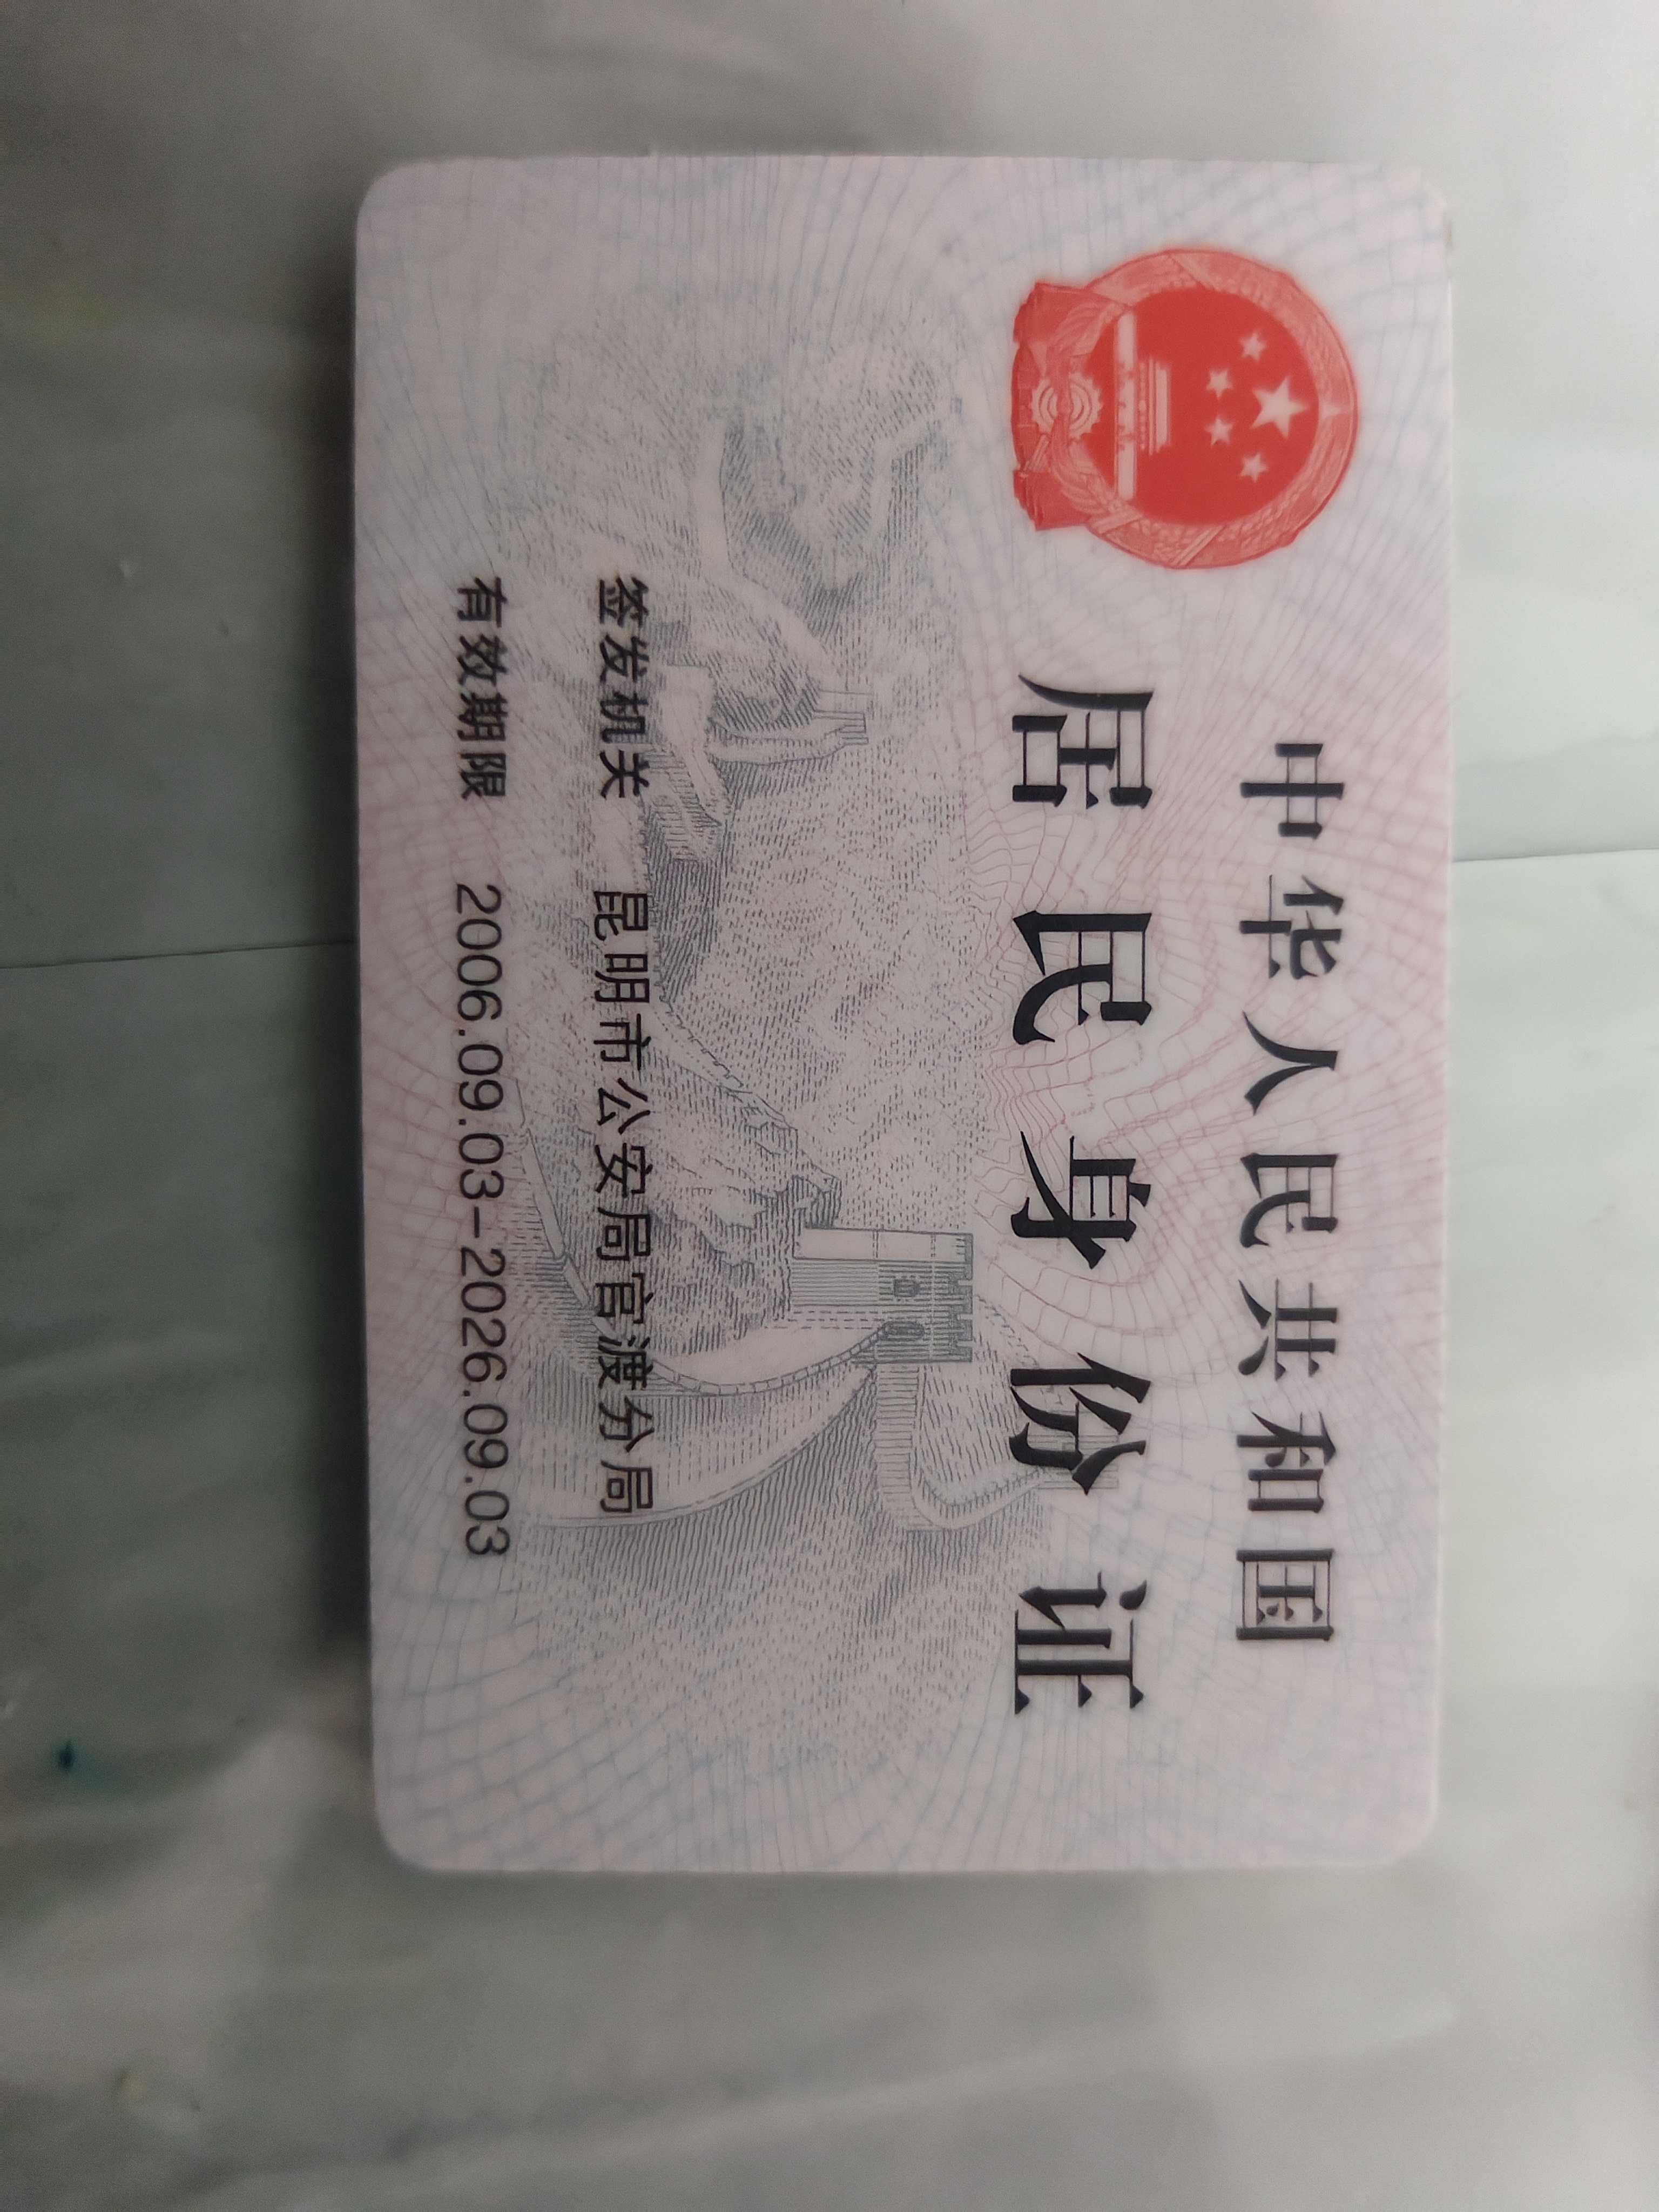 中华人民共和国
居民身份证
签发机关 昆明市公安局官渡分局
有效期限 2006.09.03-2026.09.03